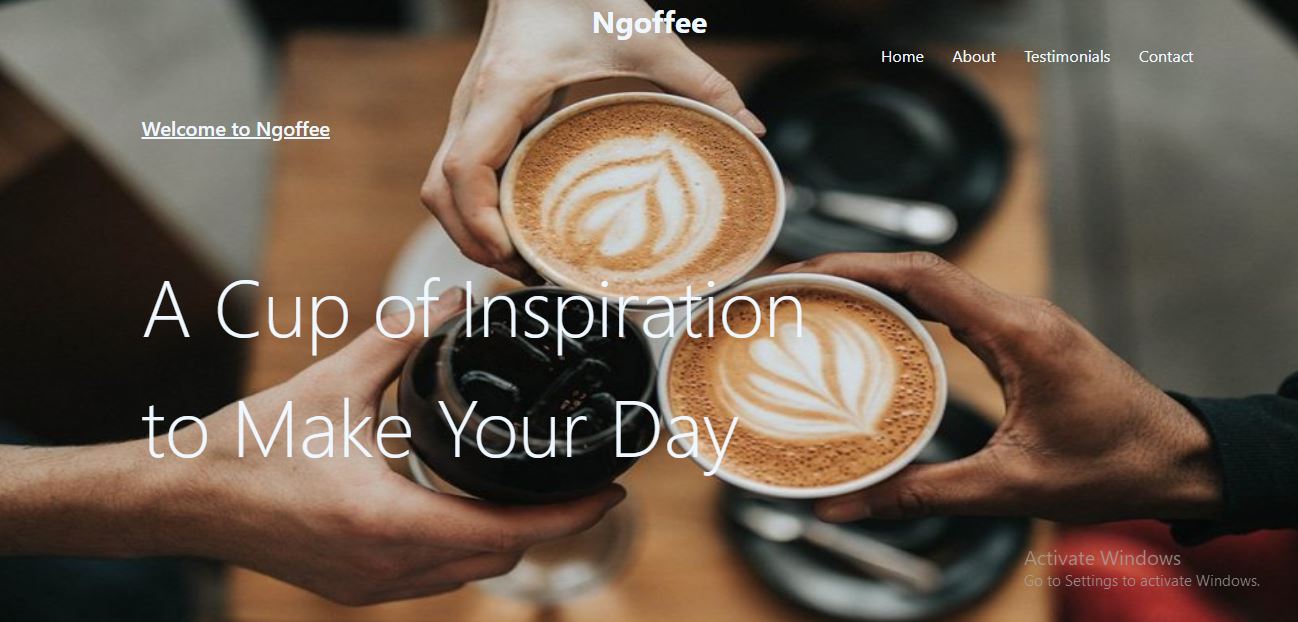 Ngoffee
Home About Testimonials Contact
Welcome to Ngoffee
A Cup of Inspiration
to Make Your Day
Activate Windows
Go to Settings to activate Windows.